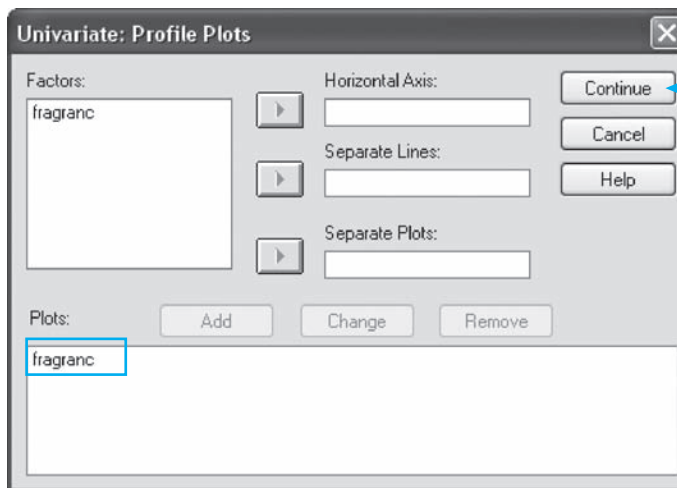 Univariate: Profile Plots
Factors:
fragranc
Horizontal Axis:
Separate Lines:
Separate Plots:
Continue
Cancel
Help
Plots:
Add
Change
Remove
fragranc